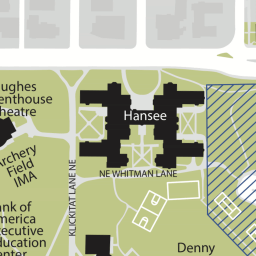 ughes
enthouse
heatre
Hansee
Archery
Field
IMA
NE WHITMAN LANE
KLICKITAT LANE NE
ank of
merica
xecutive
ducation
enter
Denny